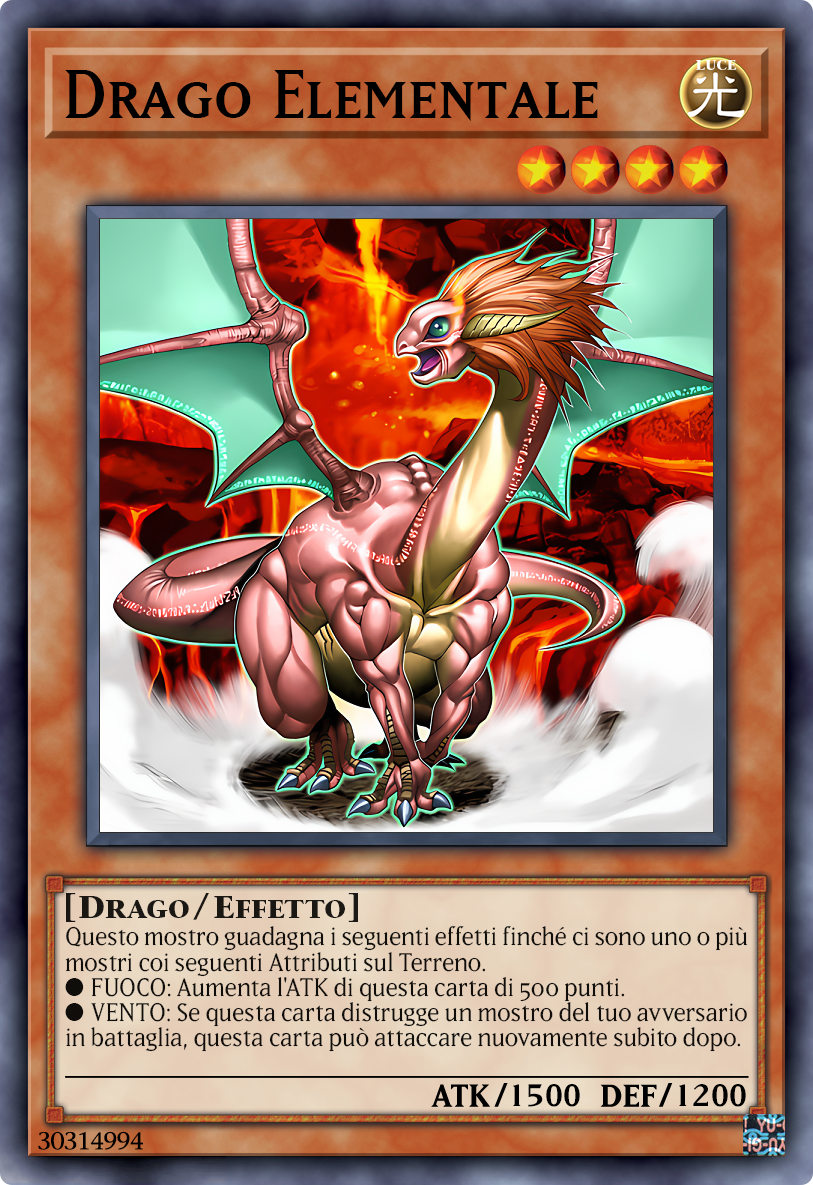 Drago Elementale
LUCE
光
[Drago/Effetto]
Questo mostro guadagna i seguenti effetti finché ci sono uno o più
mostri coi seguenti Attributi sul Terreno.
● FUOCO: Aumenta l'ATK di questa carta di 500 punti.
● VENTO: Se questa carta distrugge un mostro del tuo avversario
in battaglia, questa carta può attaccare nuovamente subito dopo.
ATK/1500 DEF/1200
30314994